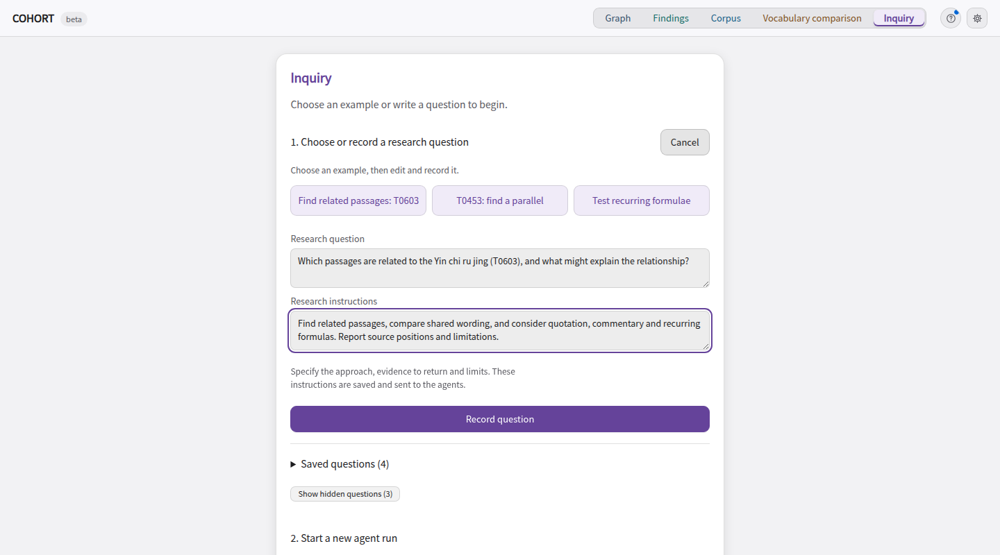 COHORT beta
Graph Findings Corpus Vocabulary comparison Inquiry
Inquiry
Choose an example or write a question to begin.
1. Choose or record a research question
Cancel
Choose an example, then edit and record it.
Find related passages: T0603
T0453: find a parallel
Test recurring formulae
Research question
Which passages are related to the Yin chi ru jing (T0603), and what might explain the relationship?
Research instructions
Find related passages, compare shared wording, and consider quotation, commentary and recurring
formulas. Report source positions and limitations.
Specify the approach, evidence to return and limits. These
instructions are saved and sent to the agents.
Record question
Saved questions (4)
Show hidden questions (3)
2. Start a new agent run